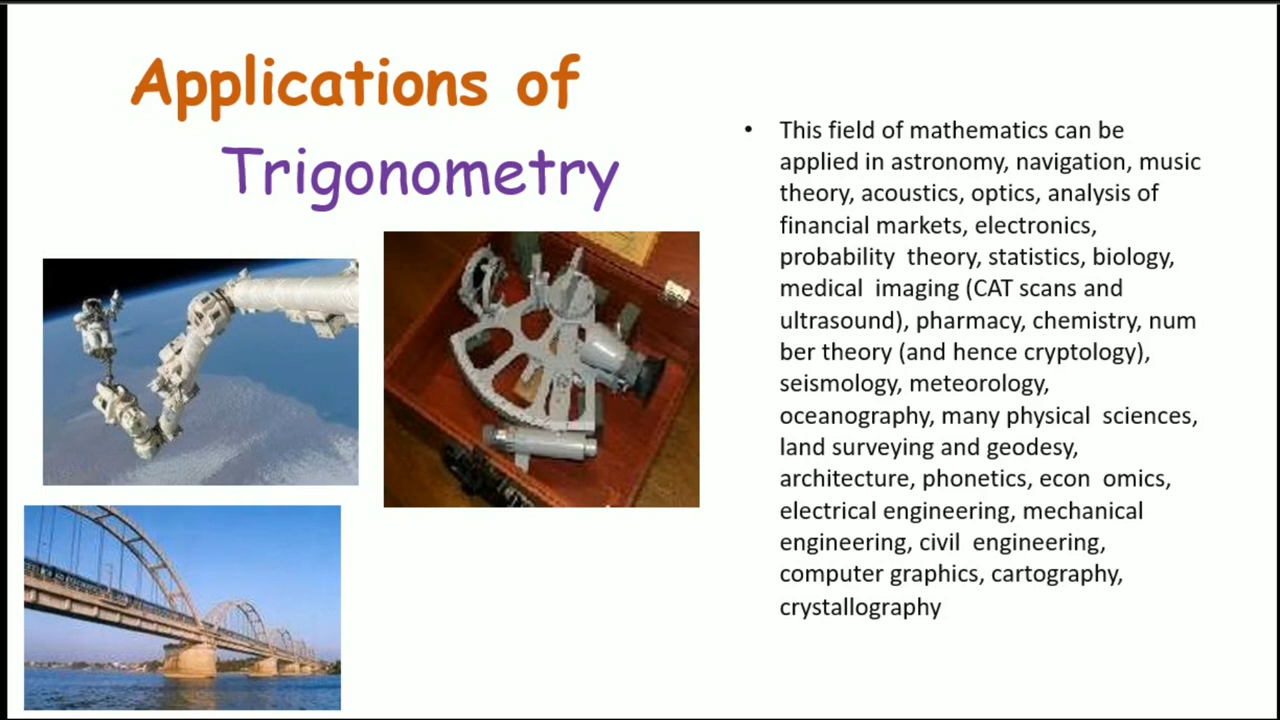 Applications of
Trigonometry
• This field of mathematics can be
applied in astronomy, navigation, music
theory, acoustics, optics, analysis of
financial markets, electronics,
probability  theory, statistics, biology,
medical  imaging (CAT scans and
ultrasound), pharmacy, chemistry, num
ber theory (and hence cryptology),
seismology, meteorology,
oceanography, many physical  sciences,
land surveying and geodesy,
architecture, phonetics, econ  omics,
electrical engineering, mechanical
engineering, civil  engineering,
computer graphics, cartography,
crystallography